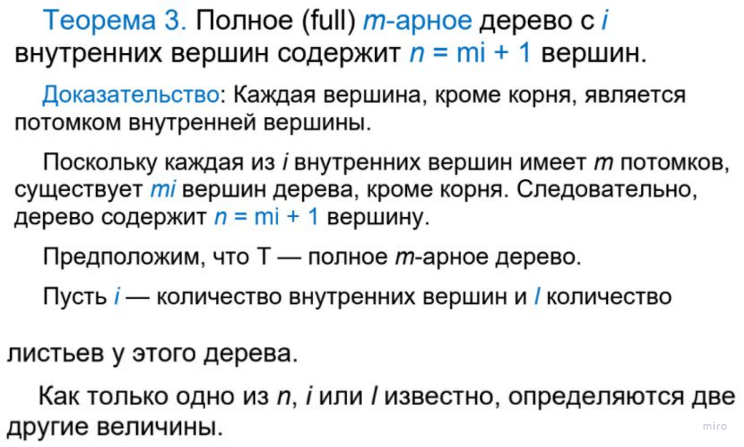 Теорема 3. Полное (full) m-арное дерево с i
внутренних вершин содержит n = mi + 1 вершин.
Доказательство: Каждая вершина, кроме корня, является
потомком внутренней вершины.
Поскольку каждая из i внутренних вершин имеет m потомков,
существует mi вершин дерева, кроме корня. Следовательно,
дерево содержит n = mi + 1 вершину.
Предположим, что T — полное m-арное дерево.
Пусть i — количество внутренних вершин и l количество
листьев у этого дерева.
Как только одно из n, i или l известно, определяются две
другие величины.
miro